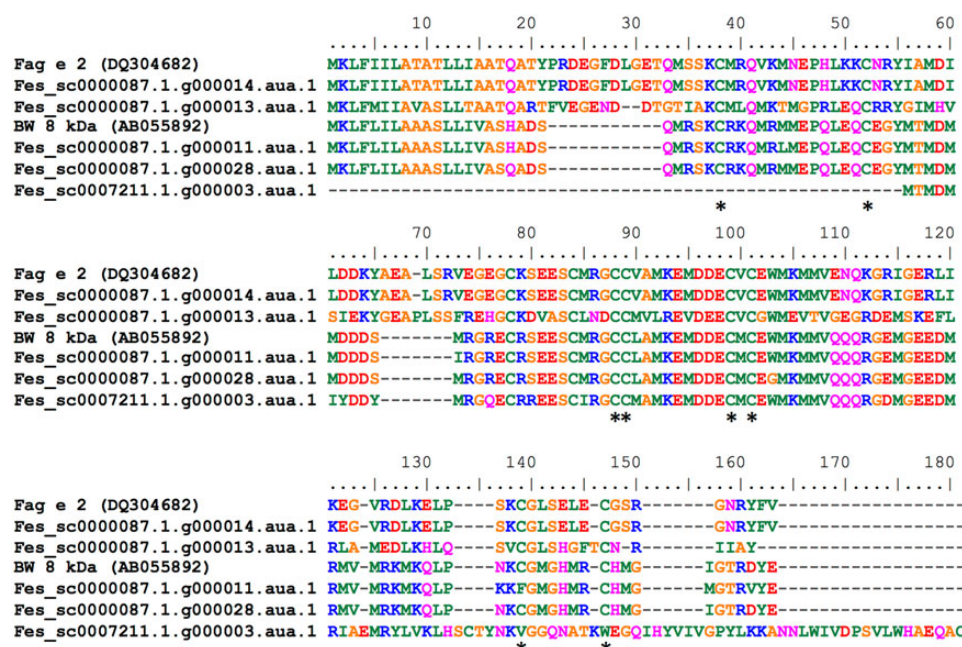 10 20 30 40 50 60
....|....|....|....|....|....|....|....|....|....|....|....|
Fag e 2 (DQ304682) MKLFIILATATLLIAATQATYPRDEGFDLGETQMSSKCMRQVKMNEPHLKKCNRYIAMDI
Fes_sc0000087.1.g000014.aua.1 MKLFIILATATLLIAATQATYPRDEGFDLGETQMSSKCMRQVKMNEPHLKKCNRYIAMDI
Fes_sc0000087.1.g000013.aua.1 MKLFMIIAVASLLTAATQARTFVEGEND--DTGTIAKCMLQMKTMGPRLEQCRRYGIMHV
BW 8 kDa (AB055892) MKLFLILAAASLLIVASHADS-----------QMRSKCRKQMRMMEPQLEQCEGYMTMDM
Fes_sc0000087.1.g000011.aua.1 MKLFLILAAASLLIVASHADS-----------QMRSKCRKQMRLMEPQLEQCEGYMTMDM
Fes_sc0000087.1.g000028.aua.1 MKLFLILAAASLLIVASQADS-----------QMRSKCRKQMRMMEPQLEQCEGYMTMDM
Fes_sc0007211.1.g000003.aua.1 -------------------------------------------------------MTMDM
* *
70 80 90 100 110 120
....|....|....|....|....|....|....|....|....|....|....|....|
Fag e 2 (DQ304682) LDDKYAEA-LSRVEGEGCKSEESCMRGCCVAMKEMDDECVCEWMKMMVENQKGRIGERLI
Fes_sc0000087.1.g000014.aua.1 LDDKYAEA-LSRVEGEGCKSEESCMRGCCVAMKEMDDECVCEWMKMMVENQKGRIGERLI
Fes_sc0000087.1.g000013.aua.1 SIEKYGEAPLSSFREHGCKDVASCLNDCCMVLREVDEECVCGWMEVTVGEGRDEMSKEFL
BW 8 kDa (AB055892) MDDDS-------IRGRECRSEESCMRGCCLAMKEMDDECMCEWMKMMVQQQRGEMGEEDM
Fes_sc0000087.1.g000011.aua.1 MDDDS-------IRGRECRSEESCMRGCCLAMKEMDDECMCEWMKMMVQQQRGEMGEEDM
Fes_sc0000087.1.g000028.aua.1 MDDDS-------MRGRECRSEESCMRGCCLAMKEMDDECMCEGMKMMVQQQRGEMGEEDM
Fes_sc0007211.1.g000003.aua.1 IYDDY-------MRGQECRREESCIRGCCMAMKEMDDECMCEWMKMMVQQQRGDMGEEDM
** * *
130 140 150 160 170 180
....|....|....|....|....|....|....|....|....|....|....|....|.
Fag e 2 (DQ304682) KEG-VRDLKELP----SKCGLSELE-CGSR-------GNRYFV------------------
Fes_sc0000087.1.g000014.aua.1 KEG-VRDLKELP----SKCGLSELE-CGSR-------GNRYFV------------------
Fes_sc0000087.1.g000013.aua.1 RLA-MEDLKHLQ----SVCGLSHGFTCN-R-------IIAY--------------------
BW 8 kDa (AB055892) RMV-MRKMKQLP----NKCGMGHMR-CHMG------IGTRDYE------------------
Fes_sc0000087.1.g000011.aua.1 RMV-MRKMKQLP----KKFGMGHMR-CHMG------MGTRDYE------------------
Fes_sc0000087.1.g000028.aua.1 RMV-MRKMKQLP----NKCGMGHMR-CHMG------IGTRDYE------------------
Fes_sc0007211.1.g000003.aua.1 RIAEMRYLVKLHSCTYNKVGGQNATKWEGQIHYVIVGPYLKKANNLWIVDPSVLWHAEQAC
* *